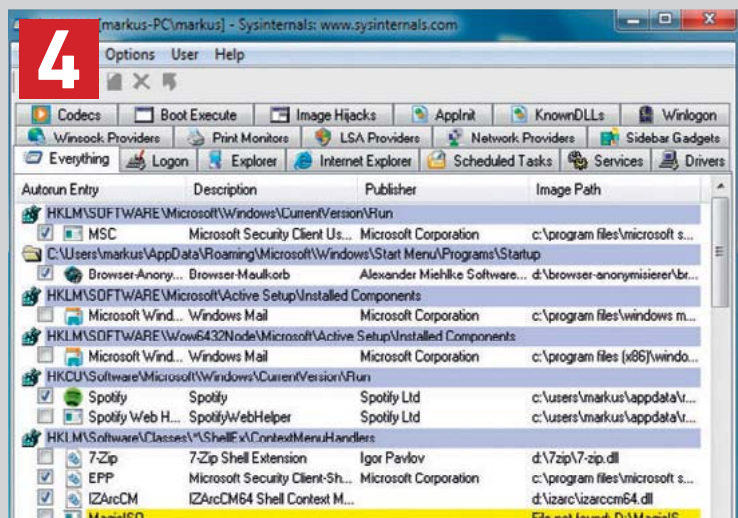 4
[markus-PC\markus] - Sysinternals: www.sysinternals.com
Options User Help
Codecs Boot Execute Image Hijacks AppInit KnownDLLs Winlogon
Winsock Providers Print Monitors LSA Providers Network Providers Sidebar Gadgets
Everything Logon Explorer Internet Explorer Scheduled Tasks Services Drivers
Autorun Entry Description Publisher Image Path
HKLM\SOFTWARE\Microsoft\Windows\CurrentVersion\Run
MSC Microsoft Security Client Us... Microsoft Corporation c:\program files\microsoft s...
C:\Users\markus\AppData\Roaming\Microsoft\Windows\Start Menu\Programs\Startup
Browser-Anony... Browser-Maulkorb Alexander Miehlke Software... d:\browser-anonymisierer\br...
HKLM\SOFTWARE\Microsoft\Active Setup\Installed Components
Microsoft Wind... Windows Mail Microsoft Corporation c:\program files\windows m...
HKLM\SOFTWARE\Wow6432Node\Microsoft\Active Setup\Installed Components
Microsoft Wind... Windows Mail Microsoft Corporation c:\program files (x86)\windo...
HKCU\Software\Microsoft\Windows\CurrentVersion\Run
Spotify Spotify Spotify Ltd c:\users\markus\appdata\r...
Spotify Web H... SpotifyWebHelper Spotify Ltd c:\users\markus\appdata\r...
HKLM\Software\Classes\*\ShellEx\ContextMenuHandlers
7-Zip 7-Zip Shell Extension Igor Pavlov d:\7zip\7-zip.dll
EPP Microsoft Security Client-Sh... Microsoft Corporation c:\program files\microsoft s...
IZArcCM IZArcCM64 Shell Context M... d:\izarc\izarccm64.dll
MagicISO File not found: D:\MagicIS...